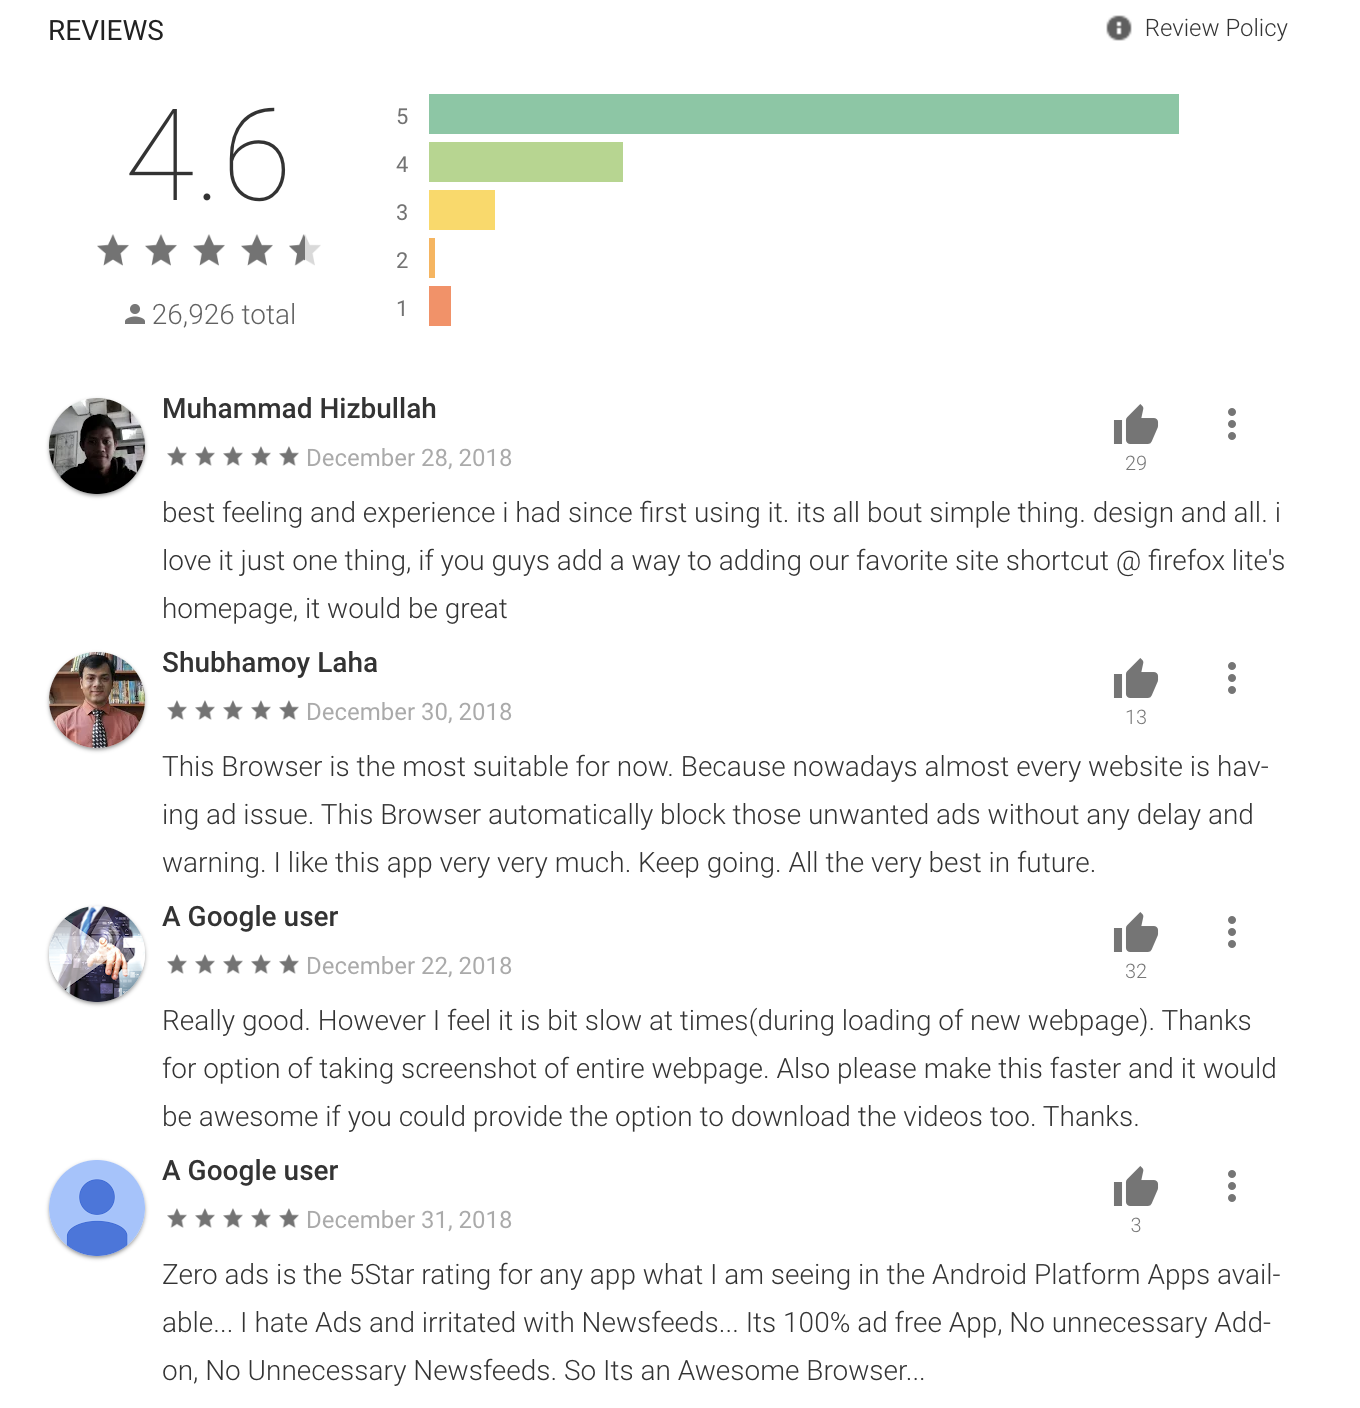 REVIEWS
Review Policy
4.6
26,926 total
5
4
3
2
1
Muhammad Hizbullah
December 28, 2018
29
best feeling and experience i had since first using it. its all bout simple thing. design and all. i
love it just one thing, if you guys add a way to adding our favorite site shortcut @ firefox lite's
homepage, it would be great
Shubhamoy Laha
December 30, 2018
13
This Browser is the most suitable for now. Because nowadays almost every website is hav-
ing ad issue. This Browser automatically block those unwanted ads without any delay and
warning. I like this app very very much. Keep going. All the very best in future.
A Google user
December 22, 2018
32
Really good. However I feel it is bit slow at times(during loading of new webpage). Thanks
for option of taking screenshot of entire webpage. Also please make this faster and it would
be awesome if you could provide the option to download the videos too. Thanks.
A Google user
December 31, 2018
3
Zero ads is the 5Star rating for any app what I am seeing in the Android Platform Apps avail-
able... I hate Ads and irritated with Newsfeeds... Its 100% ad free App, No unnecessary Add-
on, No Unnecessary Newsfeeds. So Its an Awesome Browser...